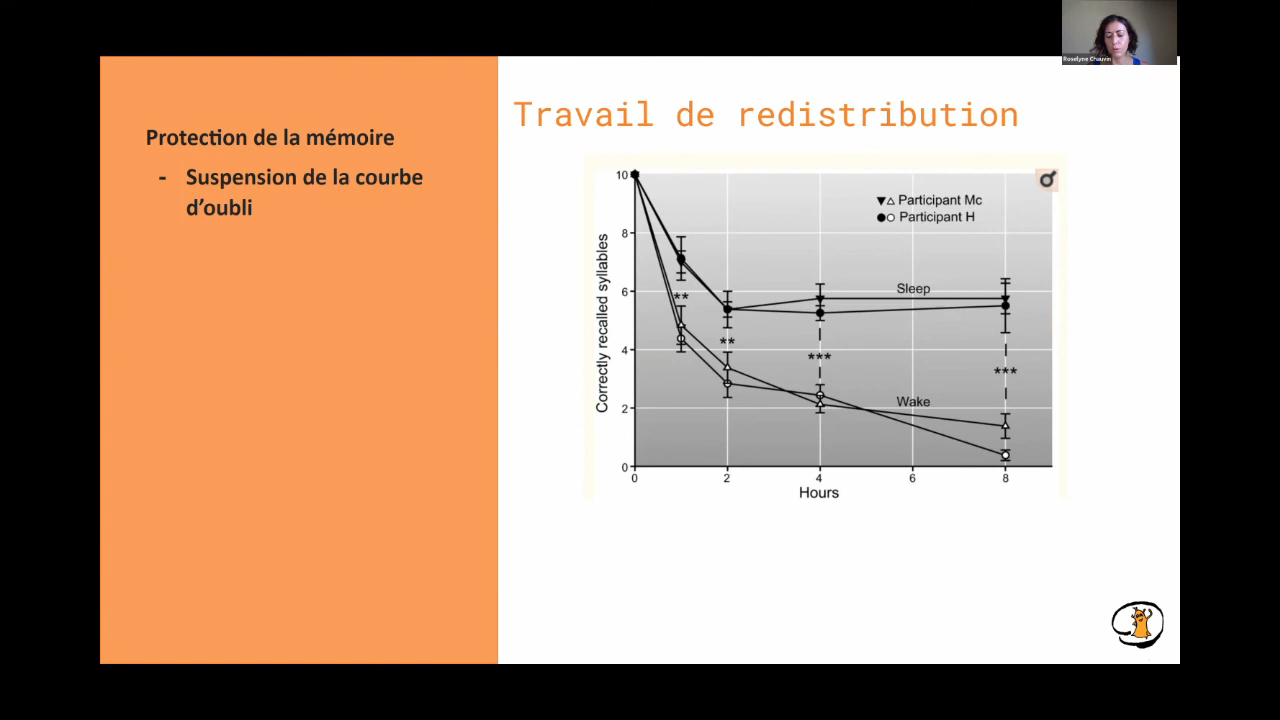 Roselyne Chauvin
Travail de redistribution
Protection de la mémoire
- Suspension de la courbe
d'oubli
Correctly recalled syllables
10
8
6
4
2
0
▼△ Participant Mc
●○ Participant H
Sleep
**
**
***
***
Wake
0 2 4 6 8
Hours